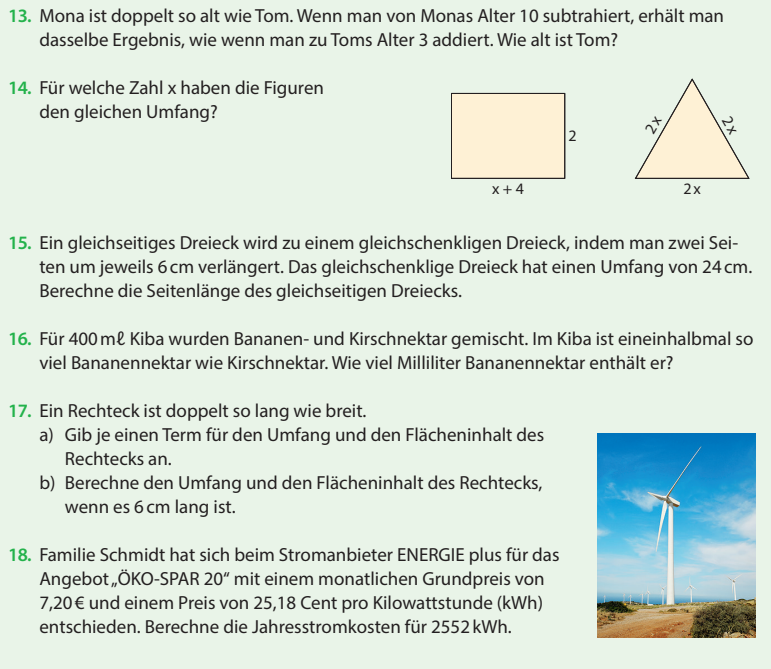 13. Mona ist doppelt so alt wie Tom. Wenn man von Monas Alter 10 subtrahiert, erhält man
dasselbe Ergebnis, wie wenn man zu Toms Alter 3 addiert. Wie alt ist Tom?
14. Für welche Zahl x haben die Figuren
den gleichen Umfang?
2
x + 4
2x
2x
2x
15. Ein gleichseitiges Dreieck wird zu einem gleichschenkligen Dreieck, indem man zwei Sei-
ten um jeweils 6 cm verlängert. Das gleichschenklige Dreieck hat einen Umfang von 24 cm.
Berechne die Seitenlänge des gleichseitigen Dreiecks.
16. Für 400 mℓ Kiba wurden Bananen- und Kirschnektar gemischt. Im Kiba ist eineinhalbmal so
viel Bananennektar wie Kirschnektar. Wie viel Milliliter Bananennektar enthält er?
17. Ein Rechteck ist doppelt so lang wie breit.
a) Gib je einen Term für den Umfang und den Flächeninhalt des
Rechtecks an.
b) Berechne den Umfang und den Flächeninhalt des Rechtecks,
wenn es 6 cm lang ist.
18. Familie Schmidt hat sich beim Stromanbieter ENERGIE plus für das
Angebot „ÖKO-SPAR 20“ mit einem monatlichen Grundpreis von
7,20 € und einem Preis von 25,18 Cent pro Kilowattstunde (kWh)
entschieden. Berechne die Jahresstromkosten für 2552 kWh.